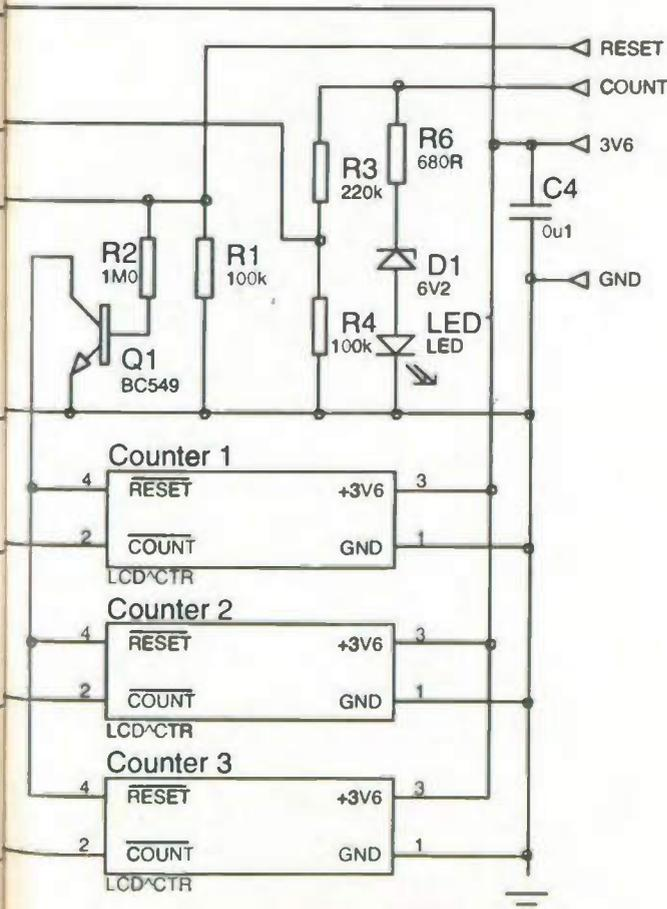 RESET
COUNT
R6
680R
R3
220k
3V6
C4
0u1
R2
1M0
R1
100k
D1
6V2
GND
R4
100k
LED
LED
Q1
BC549
Counter 1
4
RESET
+3V6
3
2
COUNT
GND
1
LCD^CTR
Counter 2
4
RESET
+3V6
3
2
COUNT
GND
1
LCD^CTR
Counter 3
4
RESET
+3V6
3
2
COUNT
GND
1
LCD^CTR